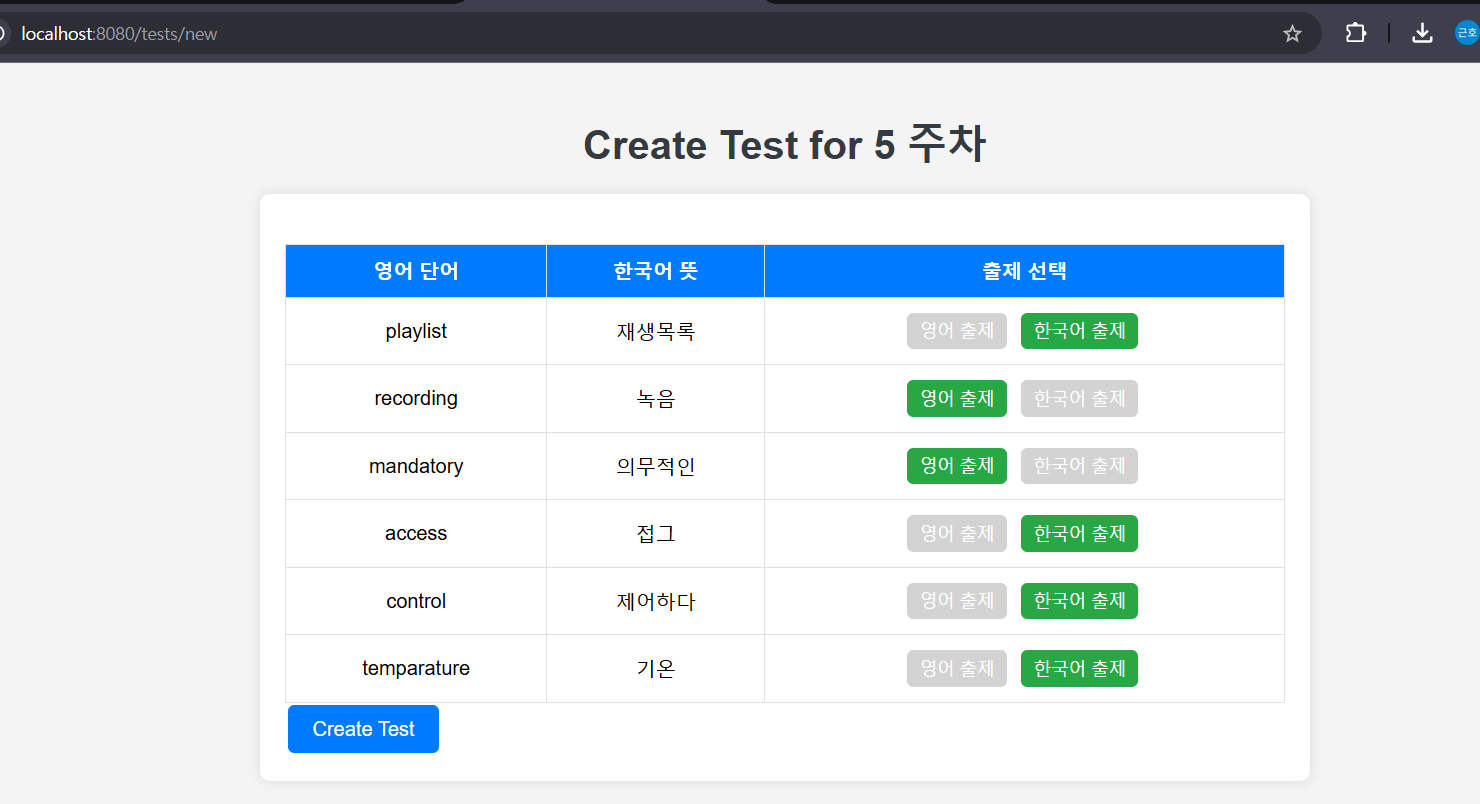 localhost:8080/tests/new
근호
Create Test for 5 주차
영어 단어 한국어 뜻 출제 선택
playlist 재생목록 영어 출제 한국어 출제
recording 녹음 영어 출제 한국어 출제
mandatory 의무적인 영어 출제 한국어 출제
access 접그 영어 출제 한국어 출제
control 제어하다 영어 출제 한국어 출제
temparature 기온 영어 출제 한국어 출제
Create Test